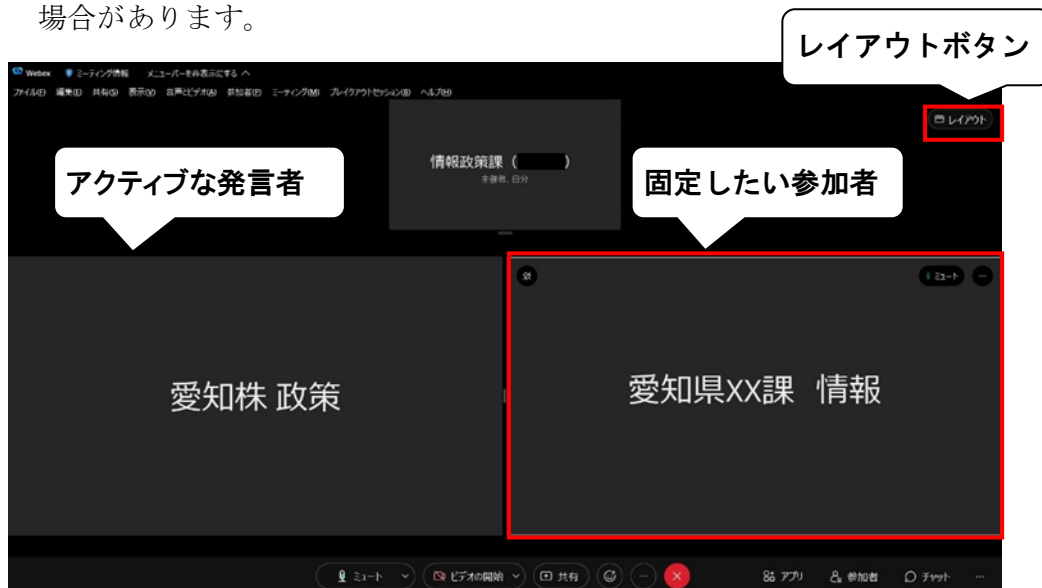 場合があります。
レイアウトボタン
Webex ミーティング情報 メニューバーを非表示にする へ
ファイル(E) 編集(E) 共有(S) 表示(V) 音声とビデオ(A) 参加者(P) ミーティング(M) ブレイクアウトセッション(B) ヘルプ(H)
レイアウト
情報政策課（ ）
主催者, 自分
アクティブな発言者
固定したい参加者
ミュート
愛知株 政策
愛知県XX課 情報
ミュート ビデオの開始 共有 アプリ 参加者 チャット